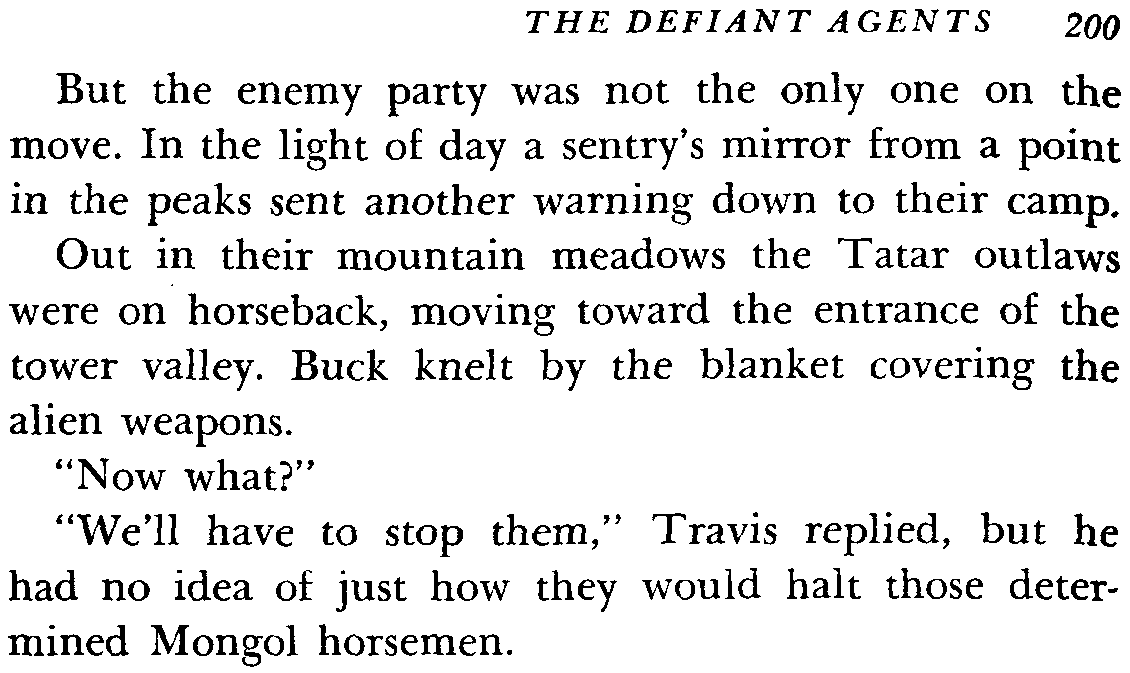 THE DEFIANT AGENTS 200
But the enemy party was not the only one on the
move. In the light of day a sentry's mirror from a point
in the peaks sent another warning down to their camp.
Out in their mountain meadows the Tatar outlaws
were on horseback, moving toward the entrance of the
tower valley. Buck knelt by the blanket covering the
alien weapons.
“Now what?”
“We'll have to stop them,” Travis replied, but he
had no idea of just how they would halt those deter-
mined Mongol horsemen.